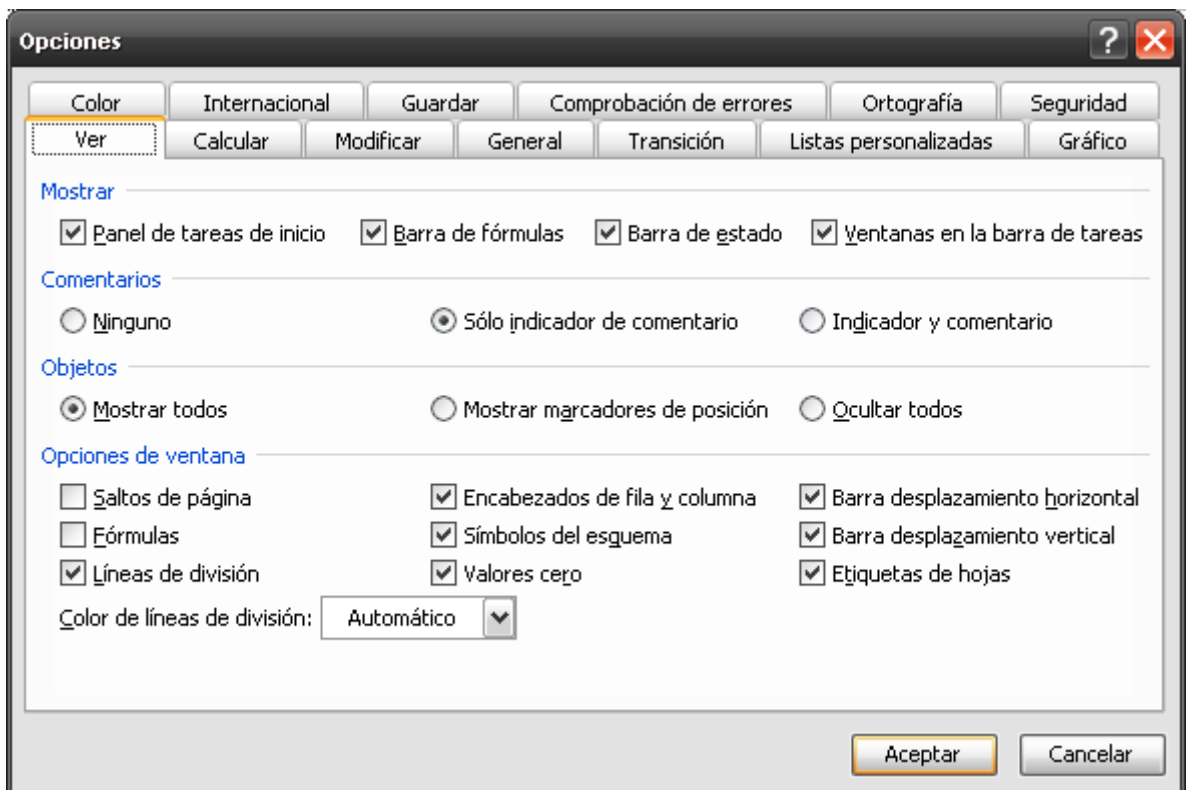 Opciones
Color Internacional Guardar Comprobación de errores Ortografía Seguridad
Ver Calcular Modificar General Transición Listas personalizadas Gráfico
Mostrar
Panel de tareas de inicio Barra de fórmulas Barra de estado Ventanas en la barra de tareas
Comentarios
Ninguno Sólo indicador de comentario Indicador y comentario
Objetos
Mostrar todos Mostrar marcadores de posición Ocultar todos
Opciones de ventana
Saltos de página Encabezados de fila y columna Barra desplazamiento horizontal
Fórmulas Símbolos del esquema Barra desplazamiento vertical
Líneas de división Valores cero Etiquetas de hojas
Color de líneas de división: Automático
Aceptar Cancelar